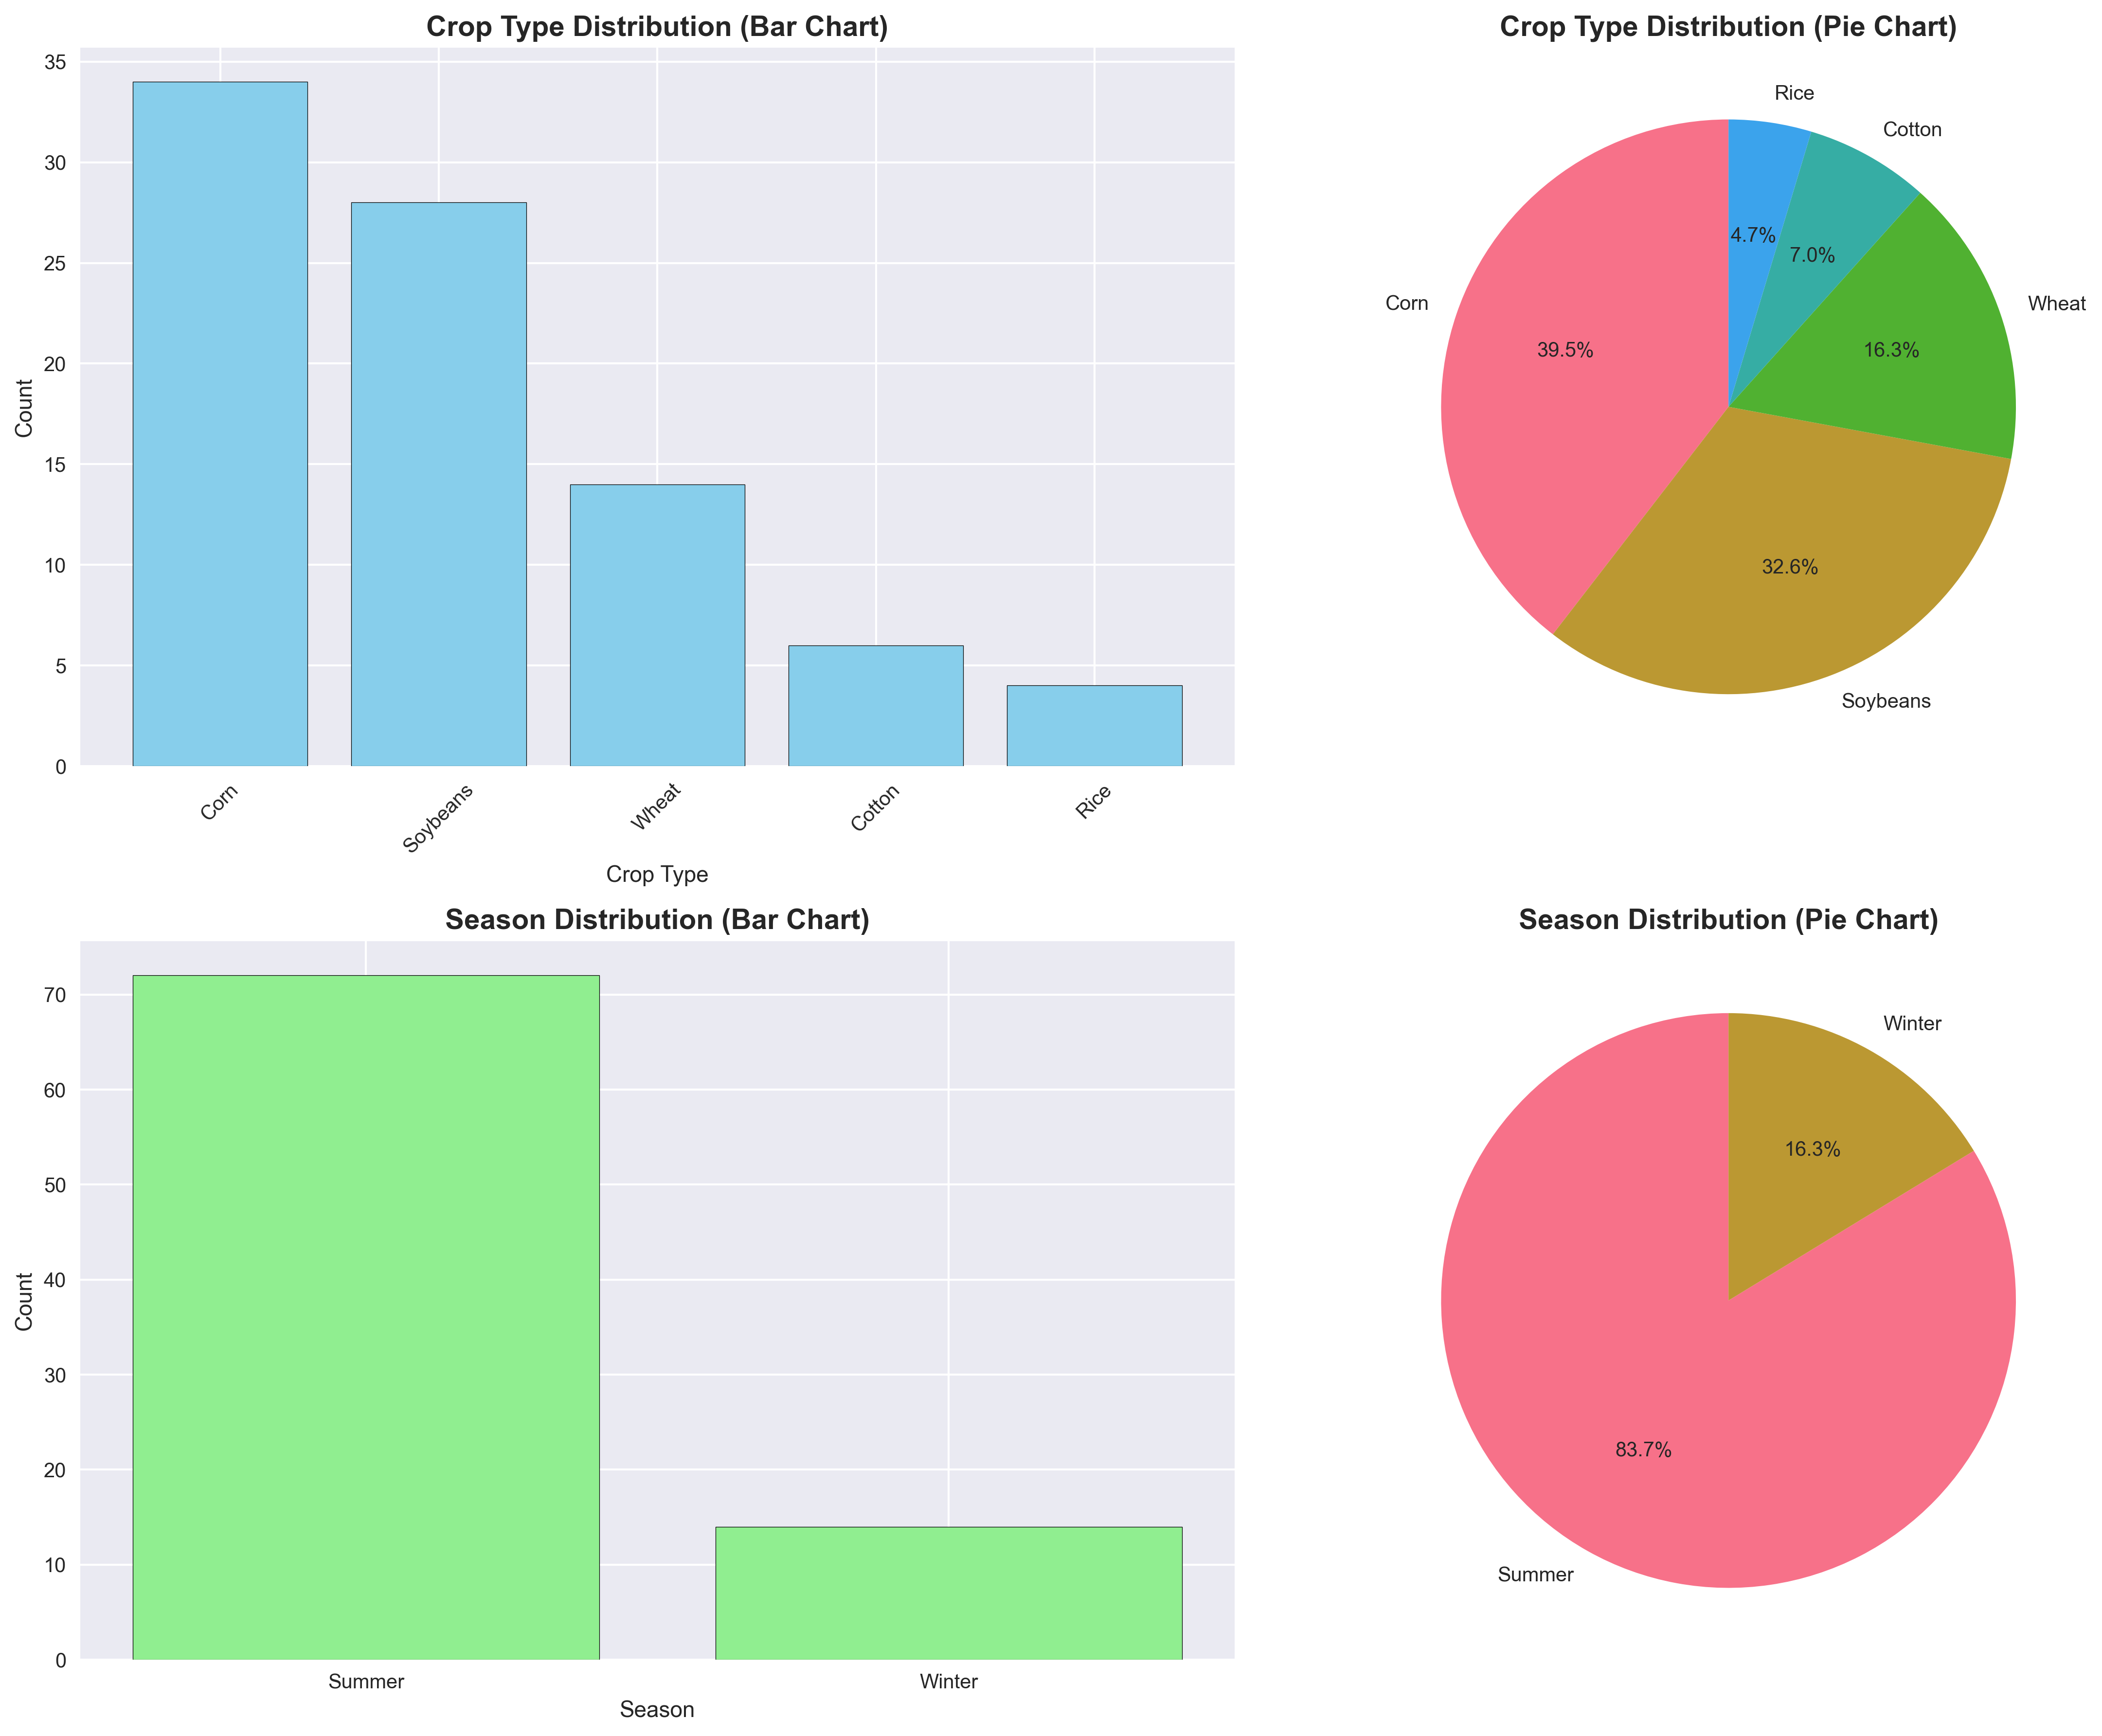 Crop Type Distribution (Bar Chart)
35
30
25
20
15
10
5
0
Count
Corn
Soybeans
Wheat
Cotton
Rice
Crop Type
Crop Type Distribution (Pie Chart)
Rice
Cotton
Wheat
Corn
Soybeans
4.7%
7.0%
16.3%
39.5%
32.6%
Season Distribution (Bar Chart)
70
60
50
40
30
20
10
0
Count
Summer
Winter
Season
Season Distribution (Pie Chart)
Winter
16.3%
83.7%
Summer